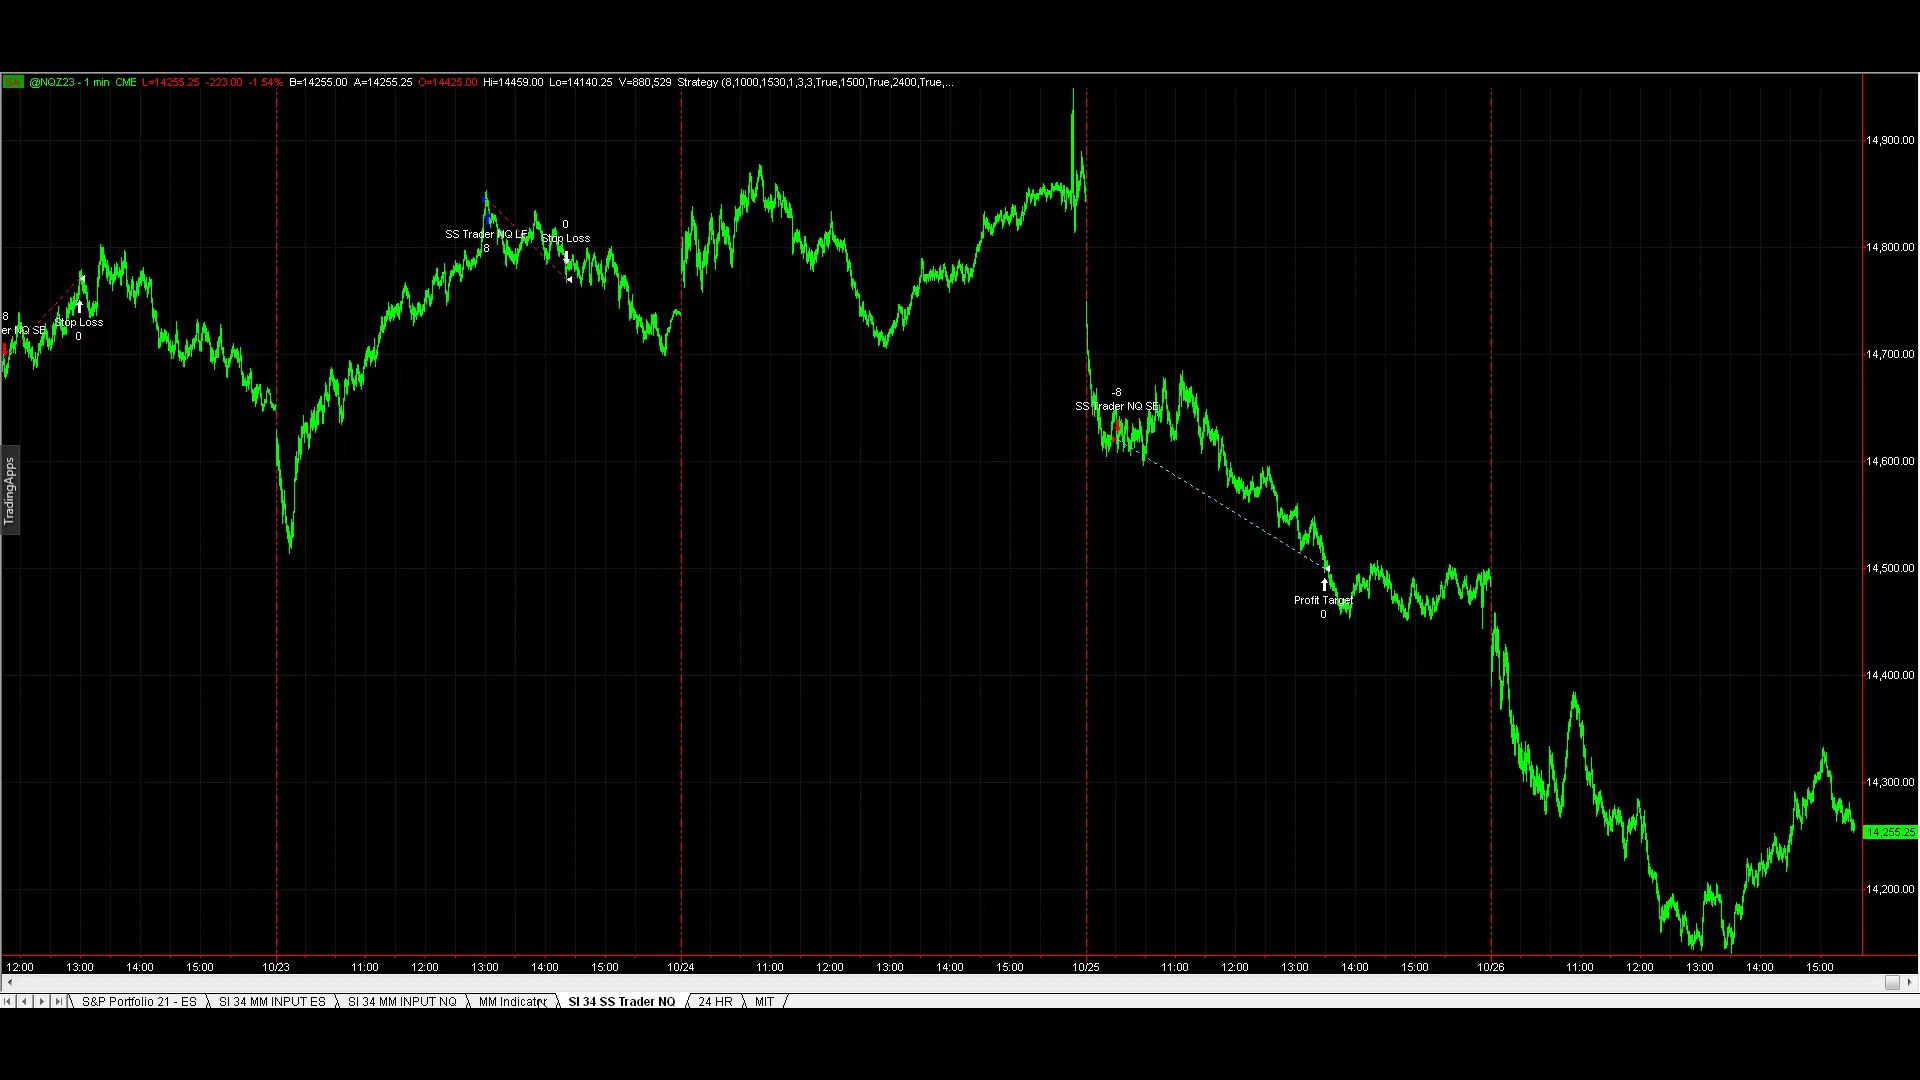 @NQZ23 - 1 min CME L=14255.25 -223.00 -1.54% B=14255.00 A=14255.25 O=14425.00 Hi=14459.00 Lo=14140.25 V=880,529 Strategy (8,1000,1530,1,3,3,True,1500,True,2400,True,...
14,900.00
14,800.00
14,700.00
14,600.00
14,500.00
14,400.00
14,300.00
14,255.25
14,200.00
8
er NQ SE
Stop Loss
0
SS Trader NQ LE
8
0
Stop Loss
-8
SS Trader NQ SE
Profit Target
0
TradingApps
12:00 13:00 14:00 15:00 10/23 11:00 12:00 13:00 14:00 15:00 10/24 11:00 12:00 13:00 14:00 15:00 10/25 11:00 12:00 13:00 14:00 15:00 10/26 11:00 12:00 13:00 14:00 15:00
S&P Portfolio 21 - ES SI 34 MM INPUT ES SI 34 MM INPUT NQ MM Indicator SI 34 SS Trader NQ 24 HR MIT